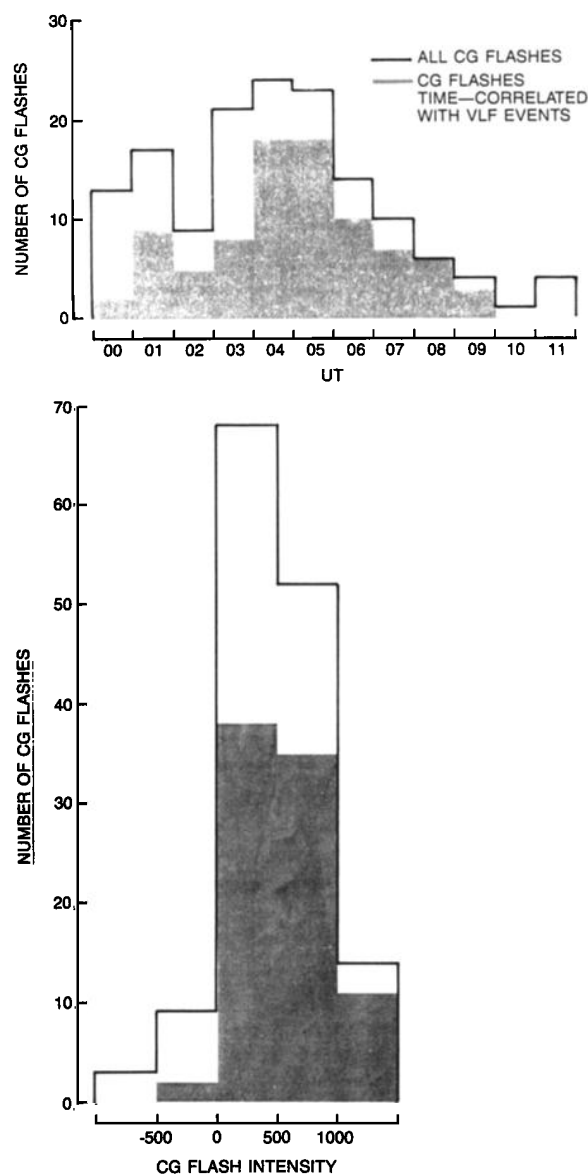 30
20
10
0
NUMBER OF CG FLASHES
ALL CG FLASHES
CG FLASHES
TIME—CORRELATED
WITH VLF EVENTS
00 01 02 03 04 05 06 07 08 09 10 11
UT
70
60
50
40
30
20
10
0
NUMBER OF CG FLASHES
-500 0 500 1000
CG FLASH INTENSITY